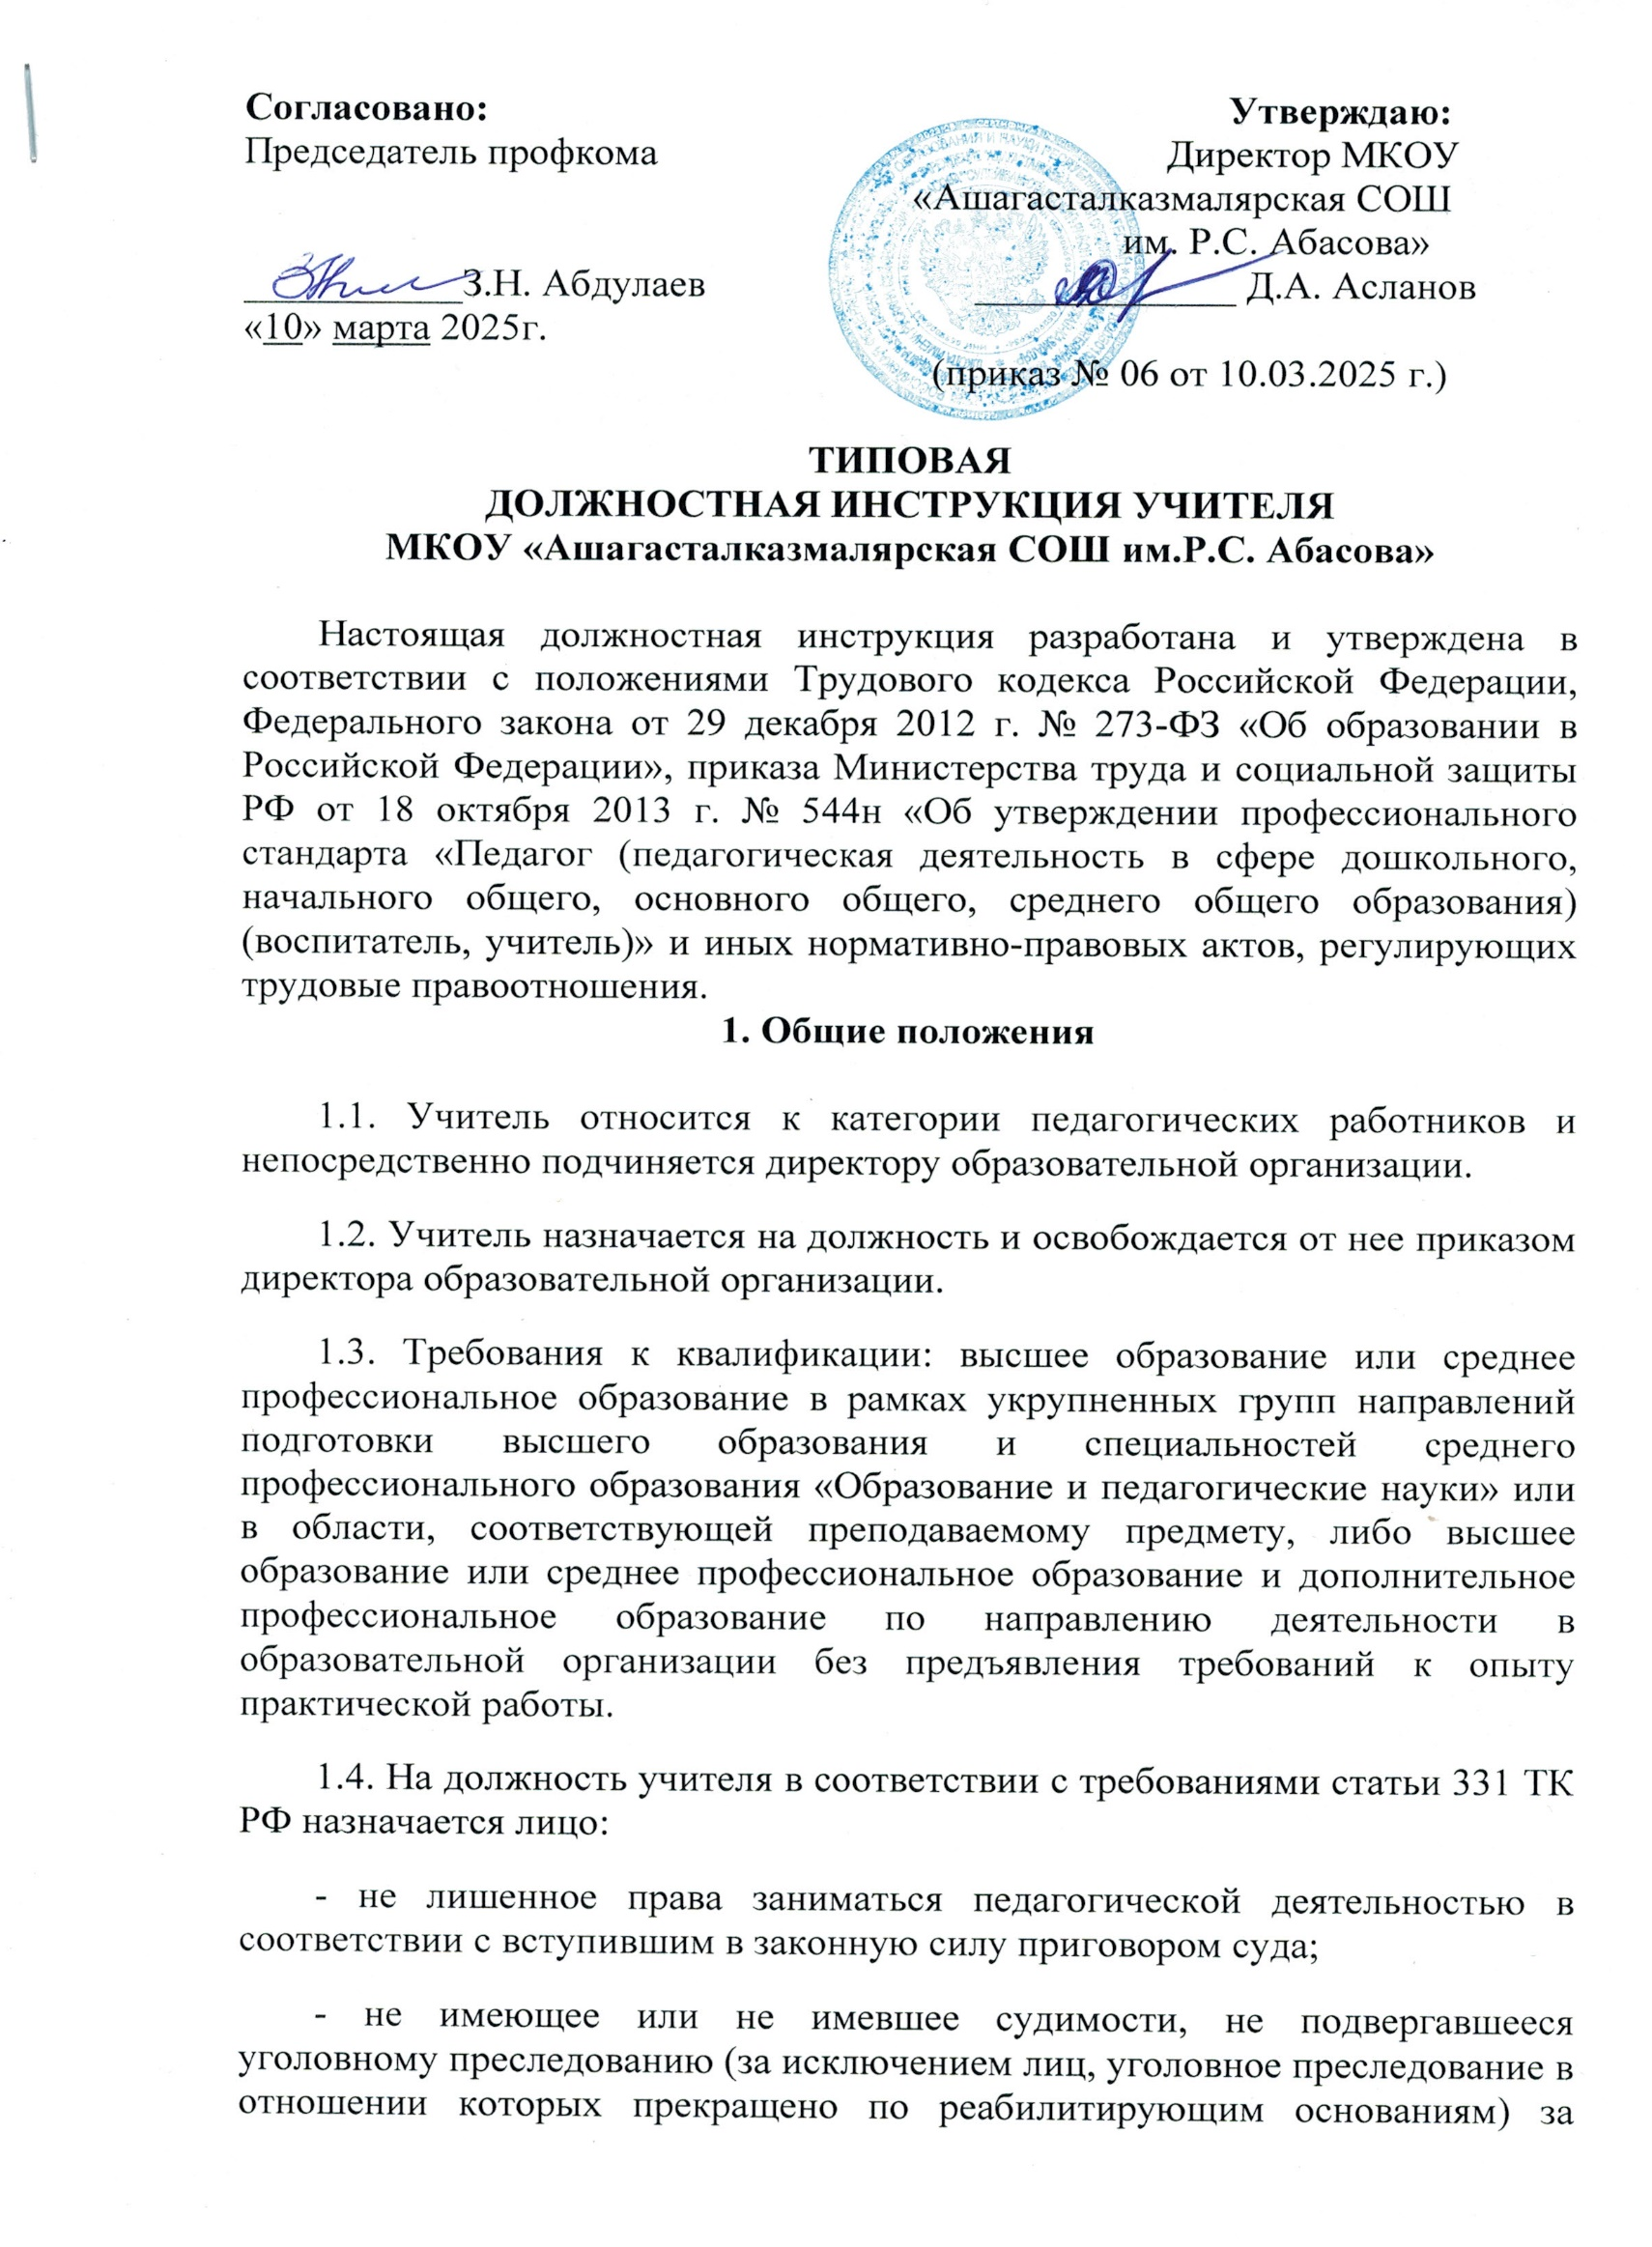 Согласовано:
Утверждаю:
Председатель профкома
Директор МКОУ
«Ашагасталказмалярская СОШ
им. Р.С. Абасова»
З.Н. Абдулаев
Д.А. Асланов
«10» марта 2025г.
(приказ № 06 от 10.03.2025 г.)
ТИПОВАЯ
ДОЛЖНОСТНАЯ ИНСТРУКЦИЯ УЧИТЕЛЯ
МКОУ «Ашагасталказмалярская СОШ им.Р.С. Абасова»
Настоящая должностная инструкция разработана и утверждена в
соответствии с положениями Трудового кодекса Российской Федерации,
Федерального закона от 29 декабря 2012 г. № 273-ФЗ «Об образовании в
Российской Федерации», приказа Министерства труда и социальной защиты
РФ от 18 октября 2013 г. № 544н «Об утверждении профессионального
стандарта «Педагог (педагогическая деятельность в сфере дошкольного,
начального общего, основного общего, среднего общего образования)
(воспитатель, учитель)» и иных нормативно-правовых актов, регулирующих
трудовые правоотношения.
1. Общие положения
1.1. Учитель относится к категории педагогических работников и
непосредственно подчиняется директору образовательной организации.
1.2. Учитель назначается на должность и освобождается от нее приказом
директора образовательной организации.
1.3. Требования к квалификации: высшее образование или среднее
профессиональное образование в рамках укрупненных групп направлений
подготовки высшего образования и специальностей среднего
профессионального образования «Образование и педагогические науки» или
в области, соответствующей преподаваемому предмету, либо высшее
образование или среднее профессиональное образование и дополнительное
профессиональное образование по направлению деятельности в
образовательной организации без предъявления требований к опыту
практической работы.
1.4. На должность учителя в соответствии с требованиями статьи 331 ТК
РФ назначается лицо:
- не лишенное права заниматься педагогической деятельностью в
соответствии с вступившим в законную силу приговором суда;
- не имеющее или не имевшее судимости, не подвергавшееся
уголовному преследованию (за исключением лиц, уголовное преследование в
отношении которых прекращено по реабилитирующим основаниям) за